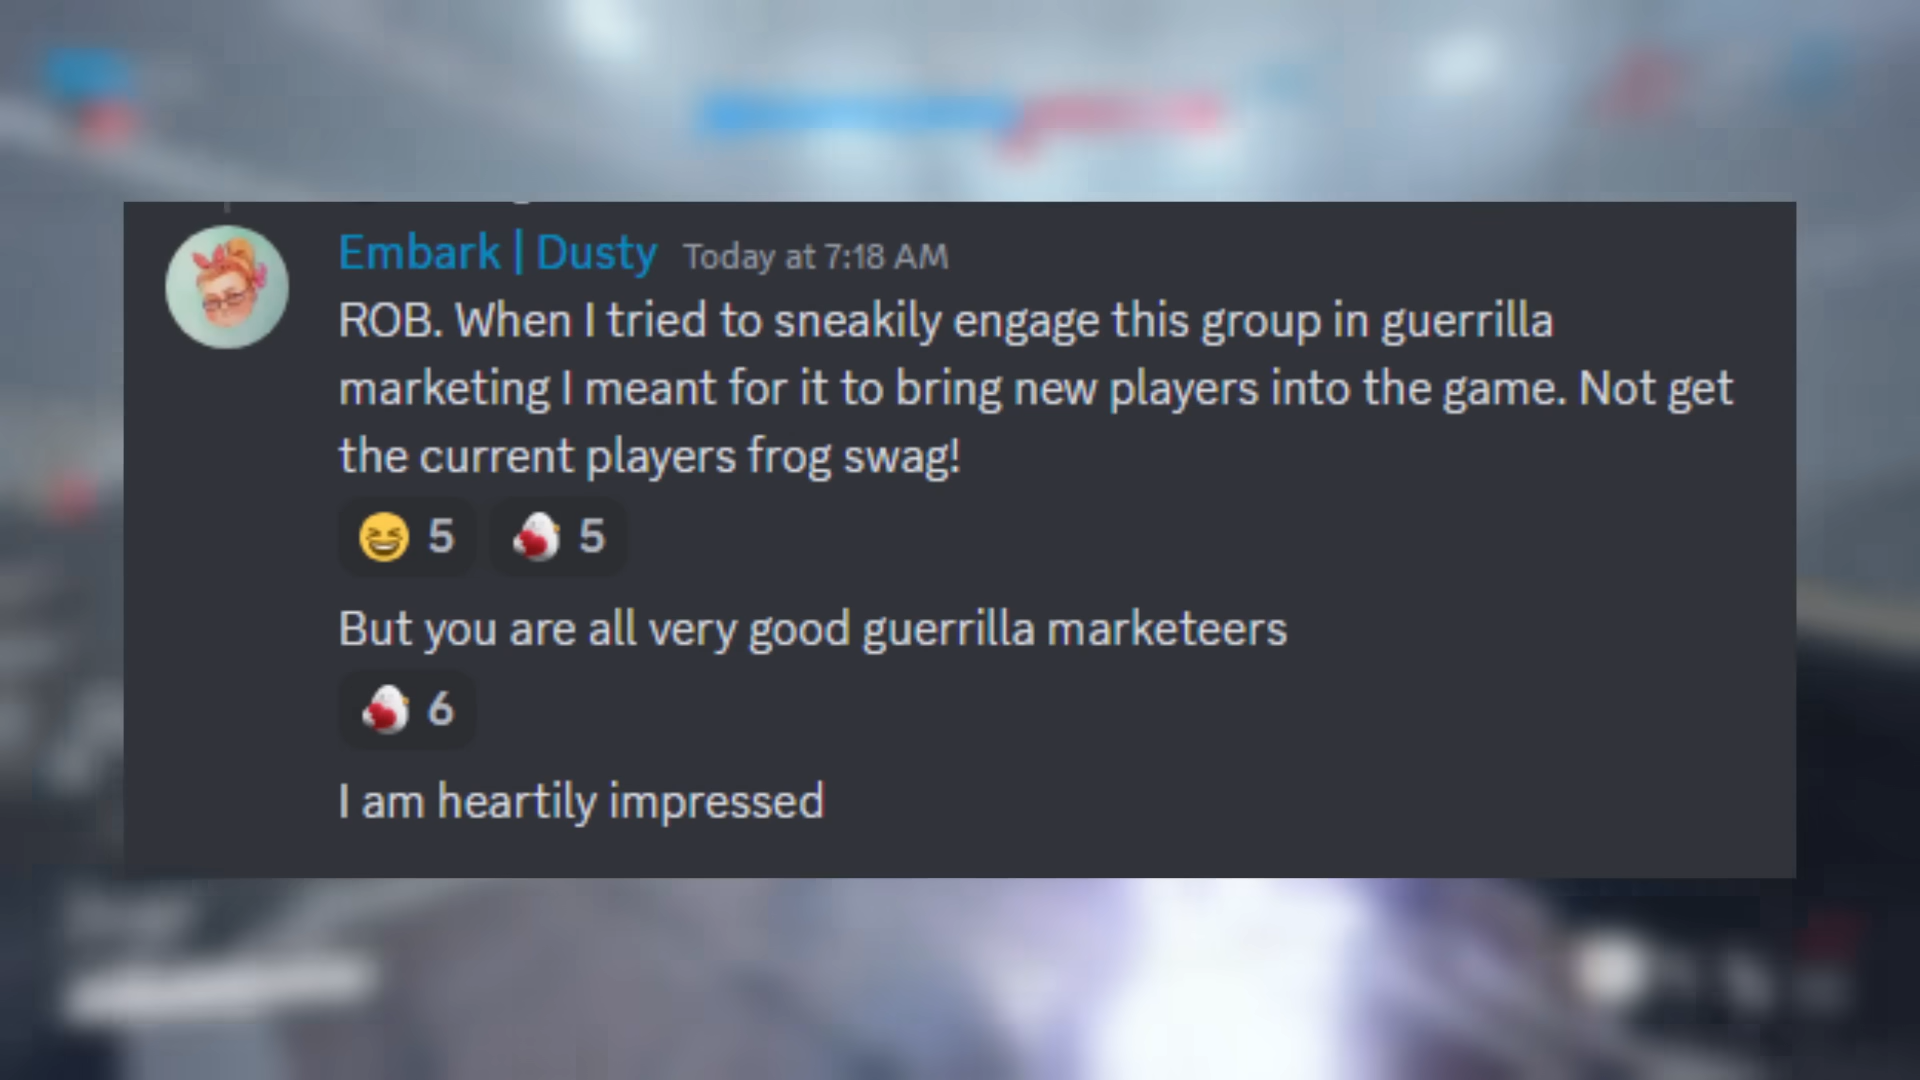 Embark | Dusty Today at 7:18 AM
ROB. When I tried to sneakily engage this group in guerrilla
marketing I meant for it to bring new players into the game. Not get
the current players frog swag!
5 5
But you are all very good guerrilla marketeers
6
I am heartily impressed